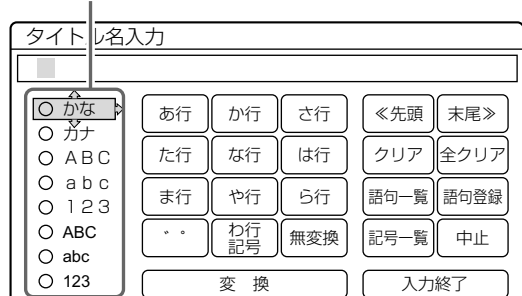 タイトル名入力
かな
カナ
ＡＢＣ
ａｂｃ
１２３
ABC
abc
123
あ行 か行 さ行 ≪先頭 末尾≫
た行 な行 は行 クリア 全クリア
ま行 や行 ら行 語句一覧 語句登録
゛゜ わ行記号 無変換 記号一覧 中止
変換 入力終了